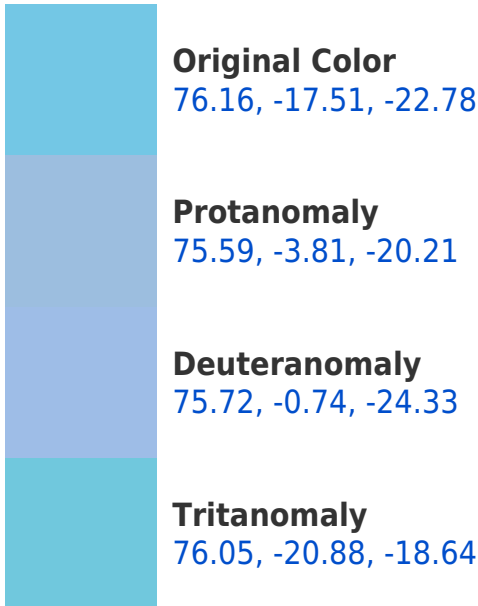 Original Color
76.16, -17.51, -22.78
Protanomaly
75.59, -3.81, -20.21
Deuteranomaly
75.72, -0.74, -24.33
Tritanomaly
76.05, -20.88, -18.64